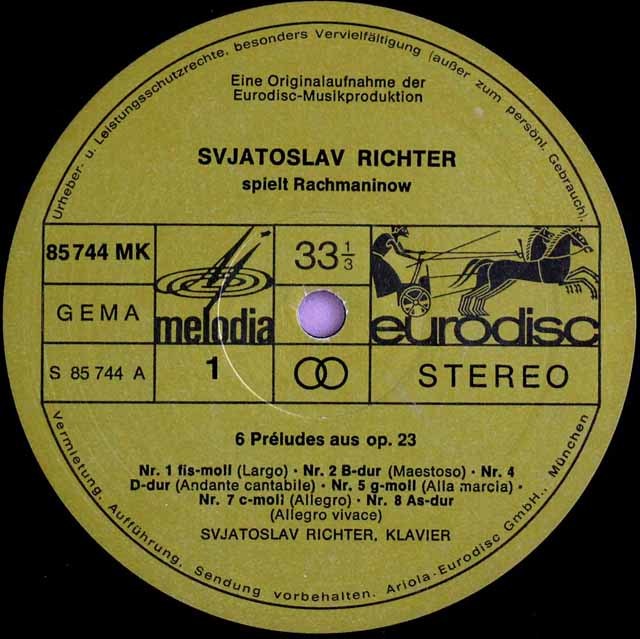 Urheber- u. Leistungsschutzrechte, besonders Vervielfältigung (außer zum persönl. Gebrauch),
Eine Originalaufnahme der
Eurodisc-Musikproduktion
SVJATOSLAV RICHTER
spielt Rachmaninow
85 744 MK
33 1/3
GEMA
melodia
eurodisc
S 85 744 A
1
STEREO
6 Préludes aus op. 23
Nr. 1 fis-moll (Largo) · Nr. 2 B-dur (Maestoso) · Nr. 4
D-dur (Andante cantabile) · Nr. 5 g-moll (Alla marcia) ·
Nr. 7 c-moll (Allegro) · Nr. 8 As-dur
(Allegro vivace)
SVJATOSLAV RICHTER, KLAVIER
Vermietung, Aufführung, Sendung vorbehalten. Ariola-Eurodisc GmbH., München